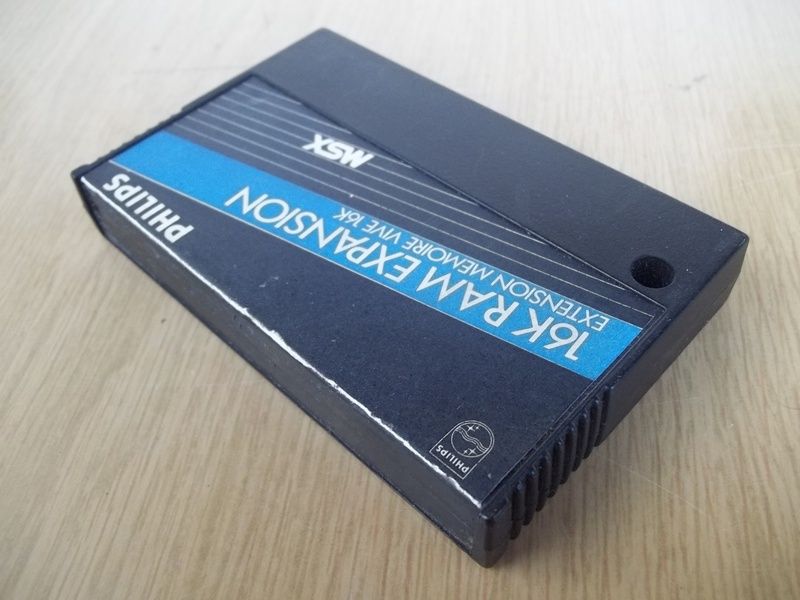 PHILIPS
PHILIPS
16K RAM EXPANSION
EXTENSION MEMOIRE VIVE 16K
MSX